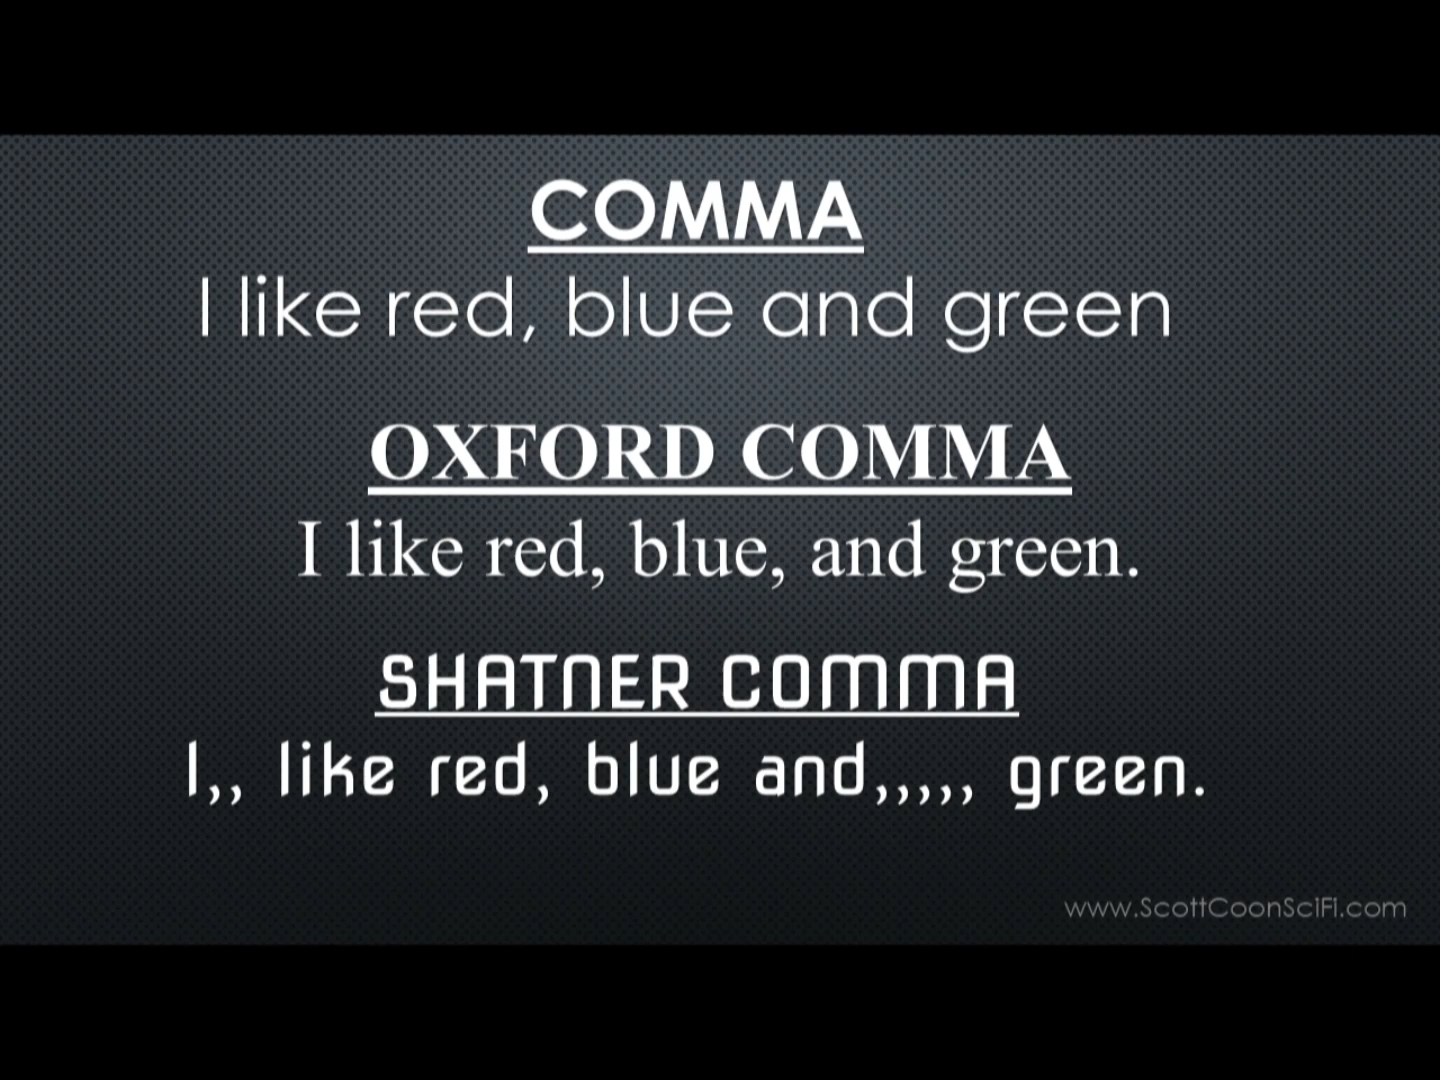 COMMA
I like red, blue and green
OXFORD COMMA
I like red, blue, and green.
SHATNER COMMA
I,, like red, blue and,,,,, green.
www.ScottCoonSciFi.com